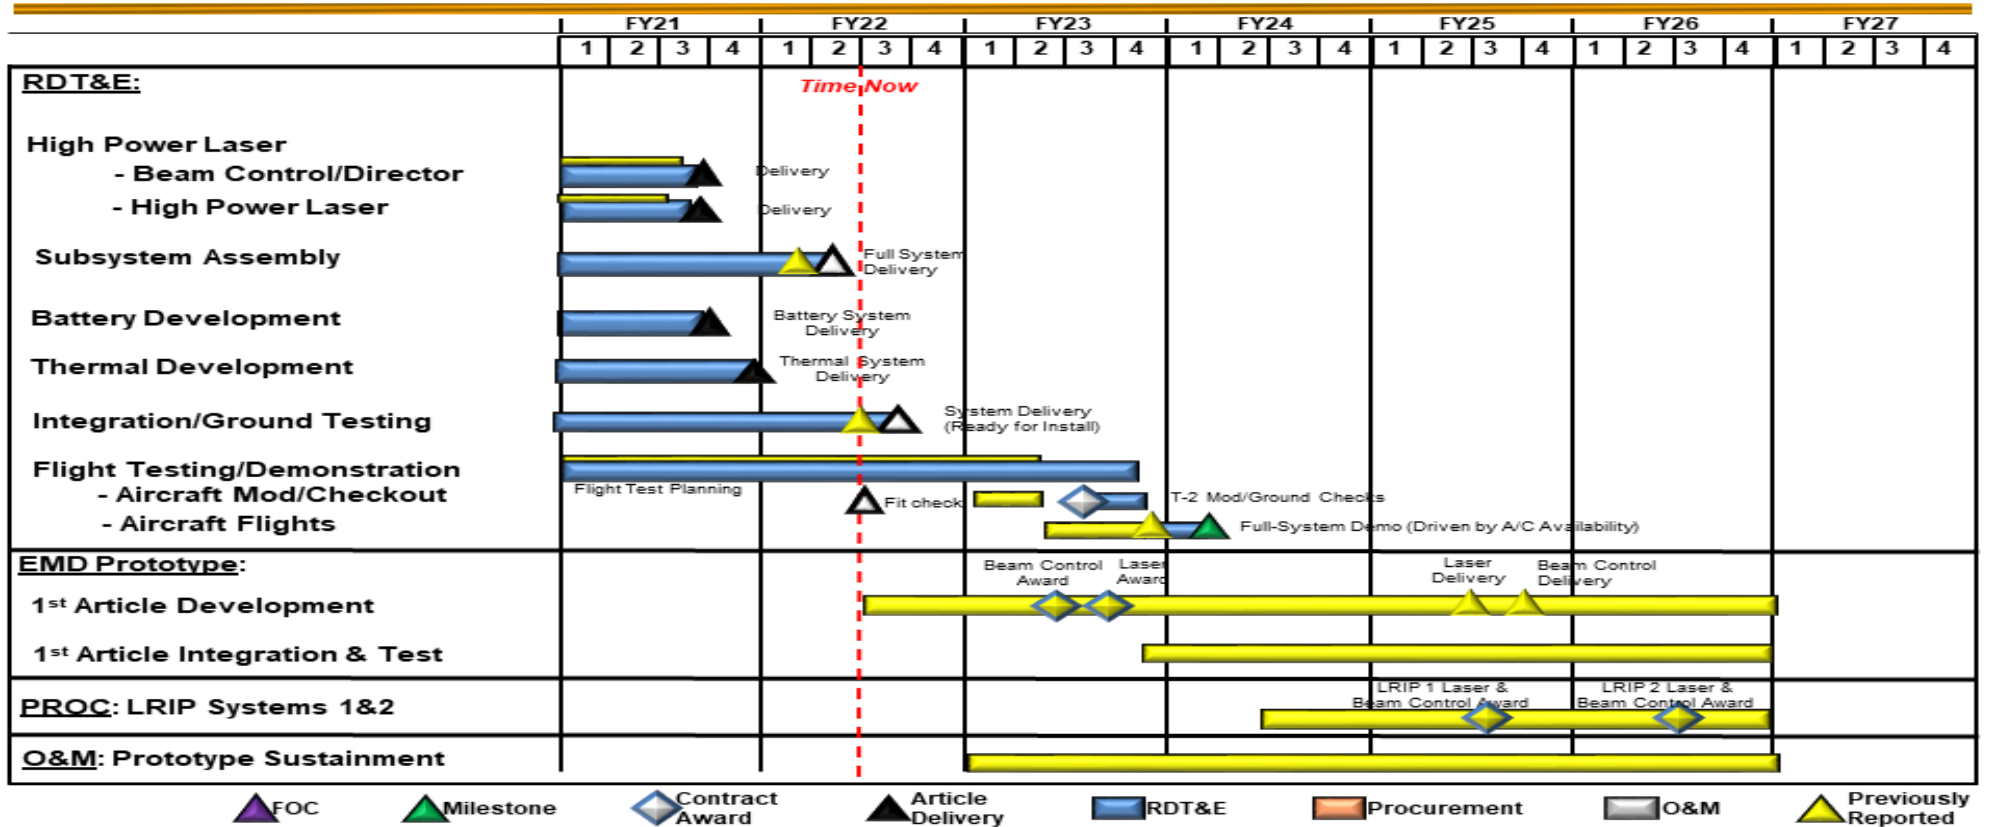 FY21 FY22 FY23 FY24 FY25 FY26 FY27
1 2 3 4 1 2 3 4 1 2 3 4 1 2 3 4 1 2 3 4 1 2 3 4 1 2 3 4
RDT&E:
Time Now
High Power Laser
- Beam Control/Director
Delivery
- High Power Laser
Delivery
Subsystem Assembly
Full System
Delivery
Battery Development
Battery System
Delivery
Thermal Development
Thermal System
Delivery
Integration/Ground Testing
System Delivery
(Ready for Install)
Flight Testing/Demonstration
Flight Test Planning
- Aircraft Mod/Checkout
Fit check
T-2 Mod/Ground Checks
- Aircraft Flights
Full-System Demo (Driven by A/C Availability)
EMD Prototype:
Beam Control
Award
Laser
Award
Laser
Delivery
Beam Control
Delivery
1st Article Development
1st Article Integration & Test
PROC: LRIP Systems 1&2
LRIP 1 Laser &
Beam Control Award
LRIP 2 Laser &
Beam Control Award
O&M: Prototype Sustainment
FOC
Milestone
Contract
Award
Article
Delivery
RDT&E
Procurement
O&M
Previously
Reported